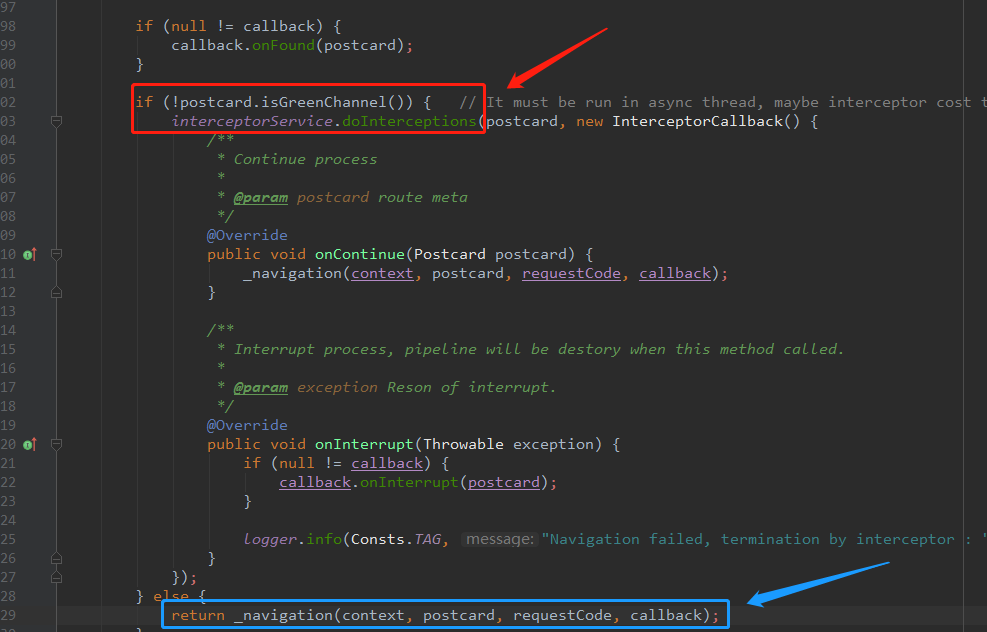 97
98 if (null != callback) {
99 callback.onFound(postcard);
00 }
01
02 if (!postcard.isGreenChannel()) { // It must be run in async thread, maybe interceptor cost t
03 interceptorService.doInterceptions(postcard, new InterceptorCallback() {
04 /**
05 * Continue process
06 *
07 * @param postcard route meta
08 */
09 @Override
10 public void onContinue(Postcard postcard) {
11 _navigation(context, postcard, requestCode, callback);
12 }
13
14 /**
15 * Interrupt process, pipeline will be destory when this method called.
16 *
17 * @param exception Reson of interrupt.
18 */
19 @Override
20 public void onInterrupt(Throwable exception) {
21 if (null != callback) {
22 callback.onInterrupt(postcard);
23 }
24
25 logger.info(Consts.TAG, message: "Navigation failed, termination by interceptor : "
26 }
27 });
28 } else {
29 return _navigation(context, postcard, requestCode, callback);